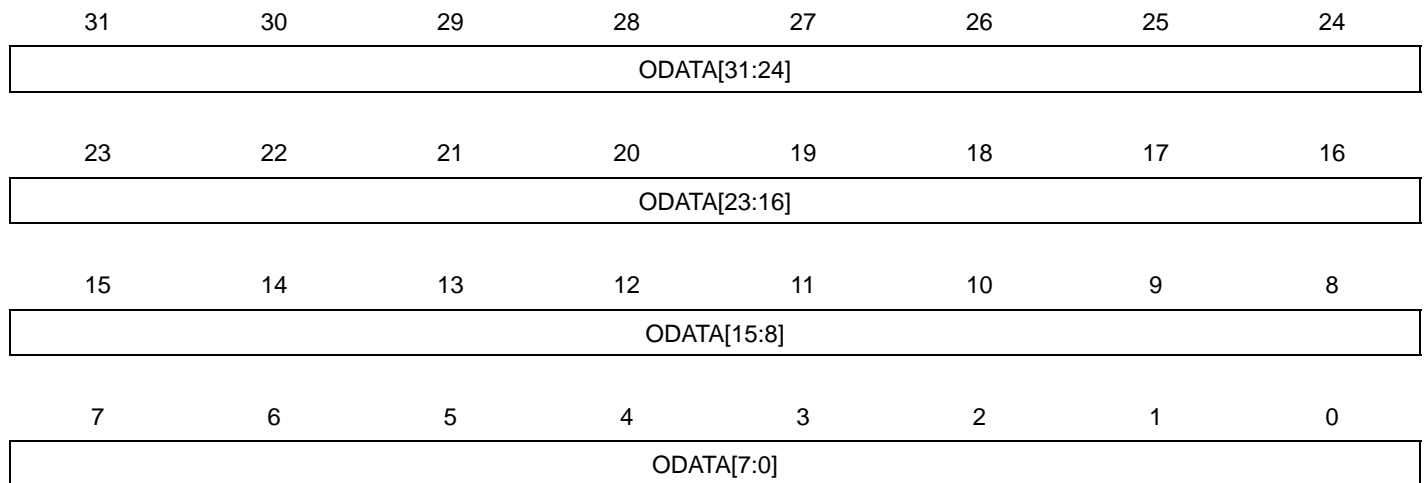 31 30 29 28 27 26 25 24
ODATA[31:24]
23 22 21 20 19 18 17 16
ODATA[23:16]
15 14 13 12 11 10 9 8
ODATA[15:8]
7 6 5 4 3 2 1 0
ODATA[7:0]